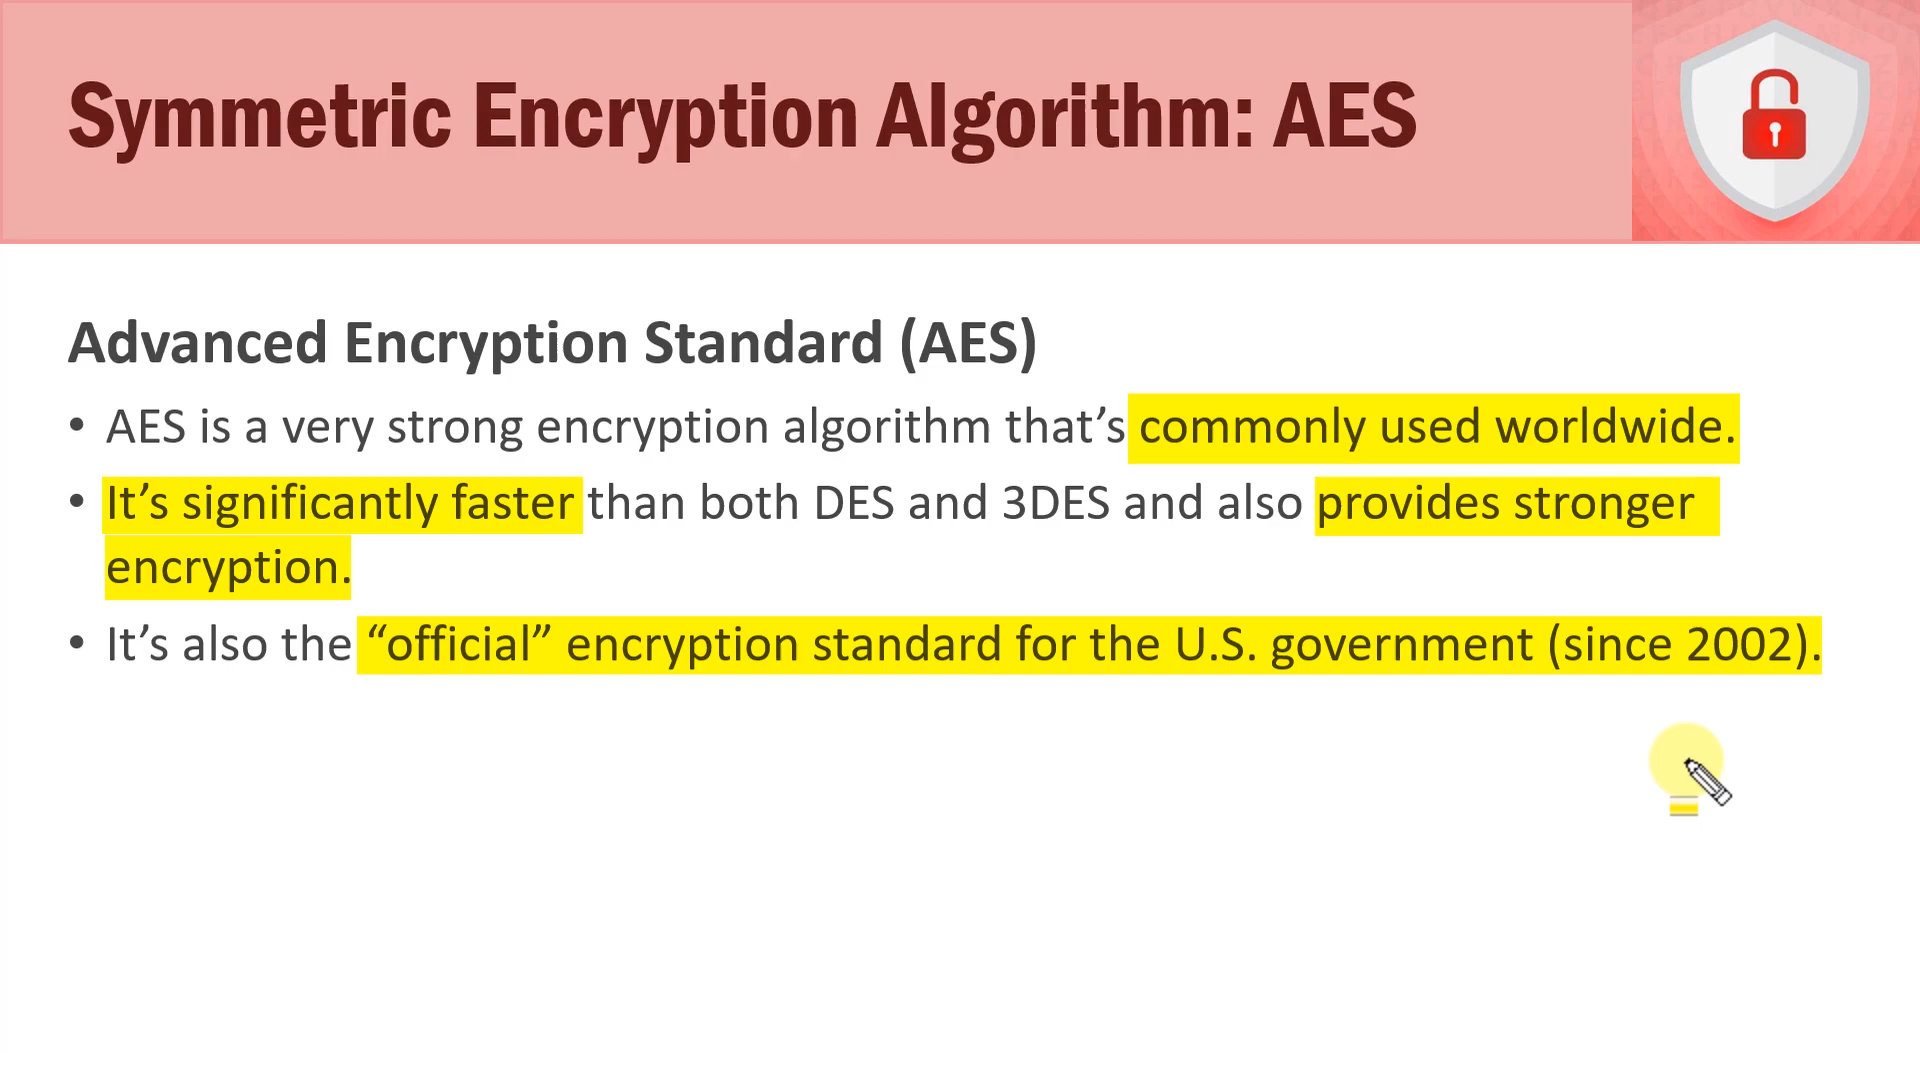 Symmetric Encryption Algorithm: AES
Advanced Encryption Standard (AES)
• AES is a very strong encryption algorithm that’s commonly used worldwide.
• It’s significantly faster than both DES and 3DES and also provides stronger
encryption.
• It’s also the “official” encryption standard for the U.S. government (since 2002).